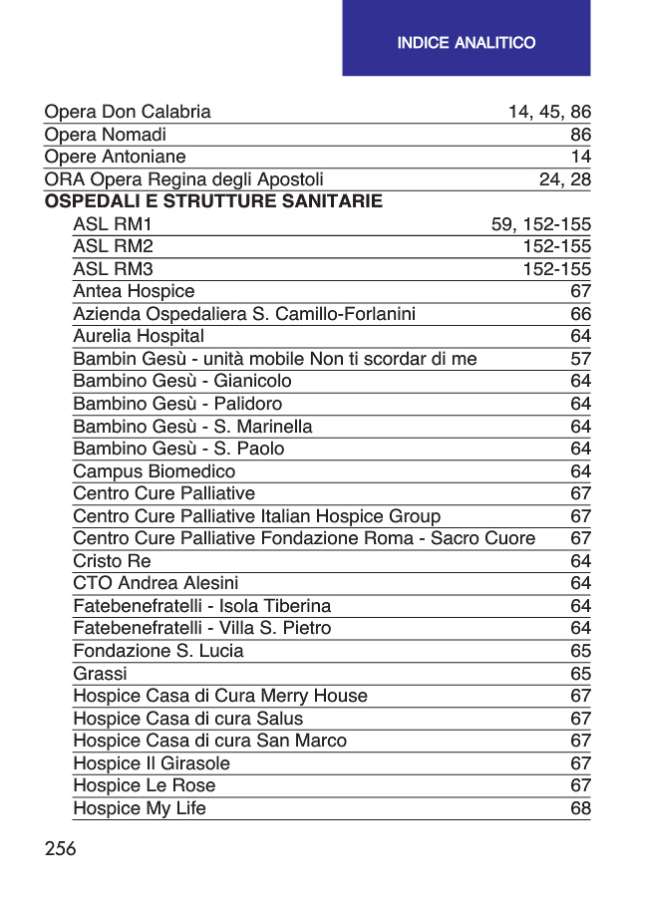 INDICE ANALITICO
Opera Don Calabria 14, 45, 86
Opera Nomadi 86
Opere Antoniane 14
ORA Opera Regina degli Apostoli 24, 28
OSPEDALI E STRUTTURE SANITARIE
ASL RM1 59, 152-155
ASL RM2 152-155
ASL RM3 152-155
Antea Hospice 67
Azienda Ospedaliera S. Camillo-Forlanini 66
Aurelia Hospital 64
Bambin Gesù - unità mobile Non ti scordar di me 57
Bambino Gesù - Gianicolo 64
Bambino Gesù - Palidoro 64
Bambino Gesù - S. Marinella 64
Bambino Gesù - S. Paolo 64
Campus Biomedico 64
Centro Cure Palliative 67
Centro Cure Palliative Italian Hospice Group 67
Centro Cure Palliative Fondazione Roma - Sacro Cuore 67
Cristo Re 64
CTO Andrea Alesini 64
Fatebenefratelli - Isola Tiberina 64
Fatebenefratelli - Villa S. Pietro 64
Fondazione S. Lucia 65
Grassi 65
Hospice Casa di Cura Merry House 67
Hospice Casa di cura Salus 67
Hospice Casa di cura San Marco 67
Hospice Il Girasole 67
Hospice Le Rose 67
Hospice My Life 68
256